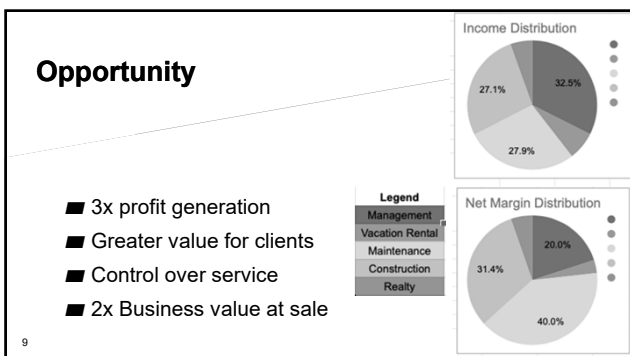 Opportunity
3x profit generation
Greater value for clients
Control over service
2x Business value at sale
9
Income Distribution
32.5%
27.1%
27.9%
Legend
Management
Vacation Rental
Maintenance
Construction
Realty
Net Margin Distribution
20.0%
31.4%
40.0%